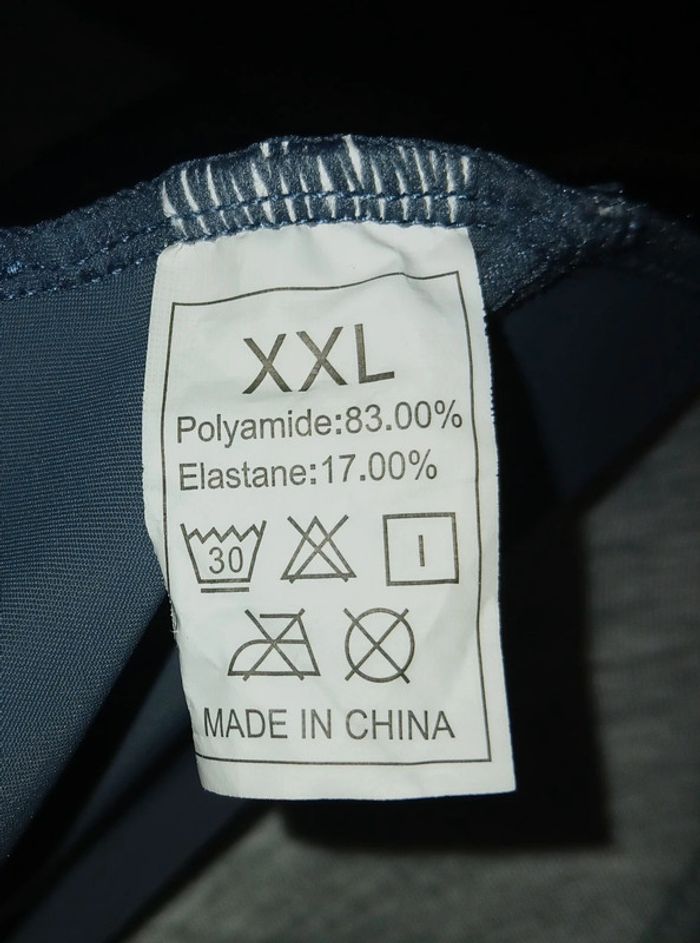 XXL
Polyamide:83.00%
Elastane:17.00%
30
MADE IN CHINA